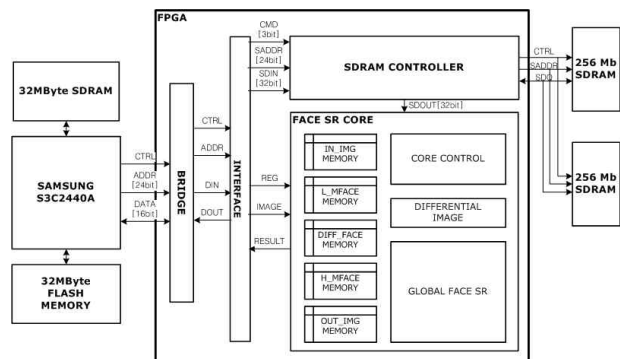 FPGA
32MByte SDRAM
SAMSUNG
S3C2440A
32MByte
FLASH
MEMORY
CTRL
ADDR
[24bit]
DATA
[16bit]
BRIDGE
CTRL
ADDR
DIN
DOUT
INTERFACE
CMD
[3bit]
SADDR
[24bit]
SDIN
[32bit]
SDRAM CONTROLLER
SDOUT[32bit]
REG
IMAGE
RESULT
FACE SR CORE
IN_IMG
MEMORY
L_MFACE
MEMORY
DIFF_FACE
MEMORY
H_MFACE
MEMORY
OUT_IMG
MEMORY
CORE CONTROL
DIFFERENTIAL
IMAGE
GLOBAL FACE SR
CTRL
SADDR
SDQ
256 Mb
SDRAM
256 Mb
SDRAM